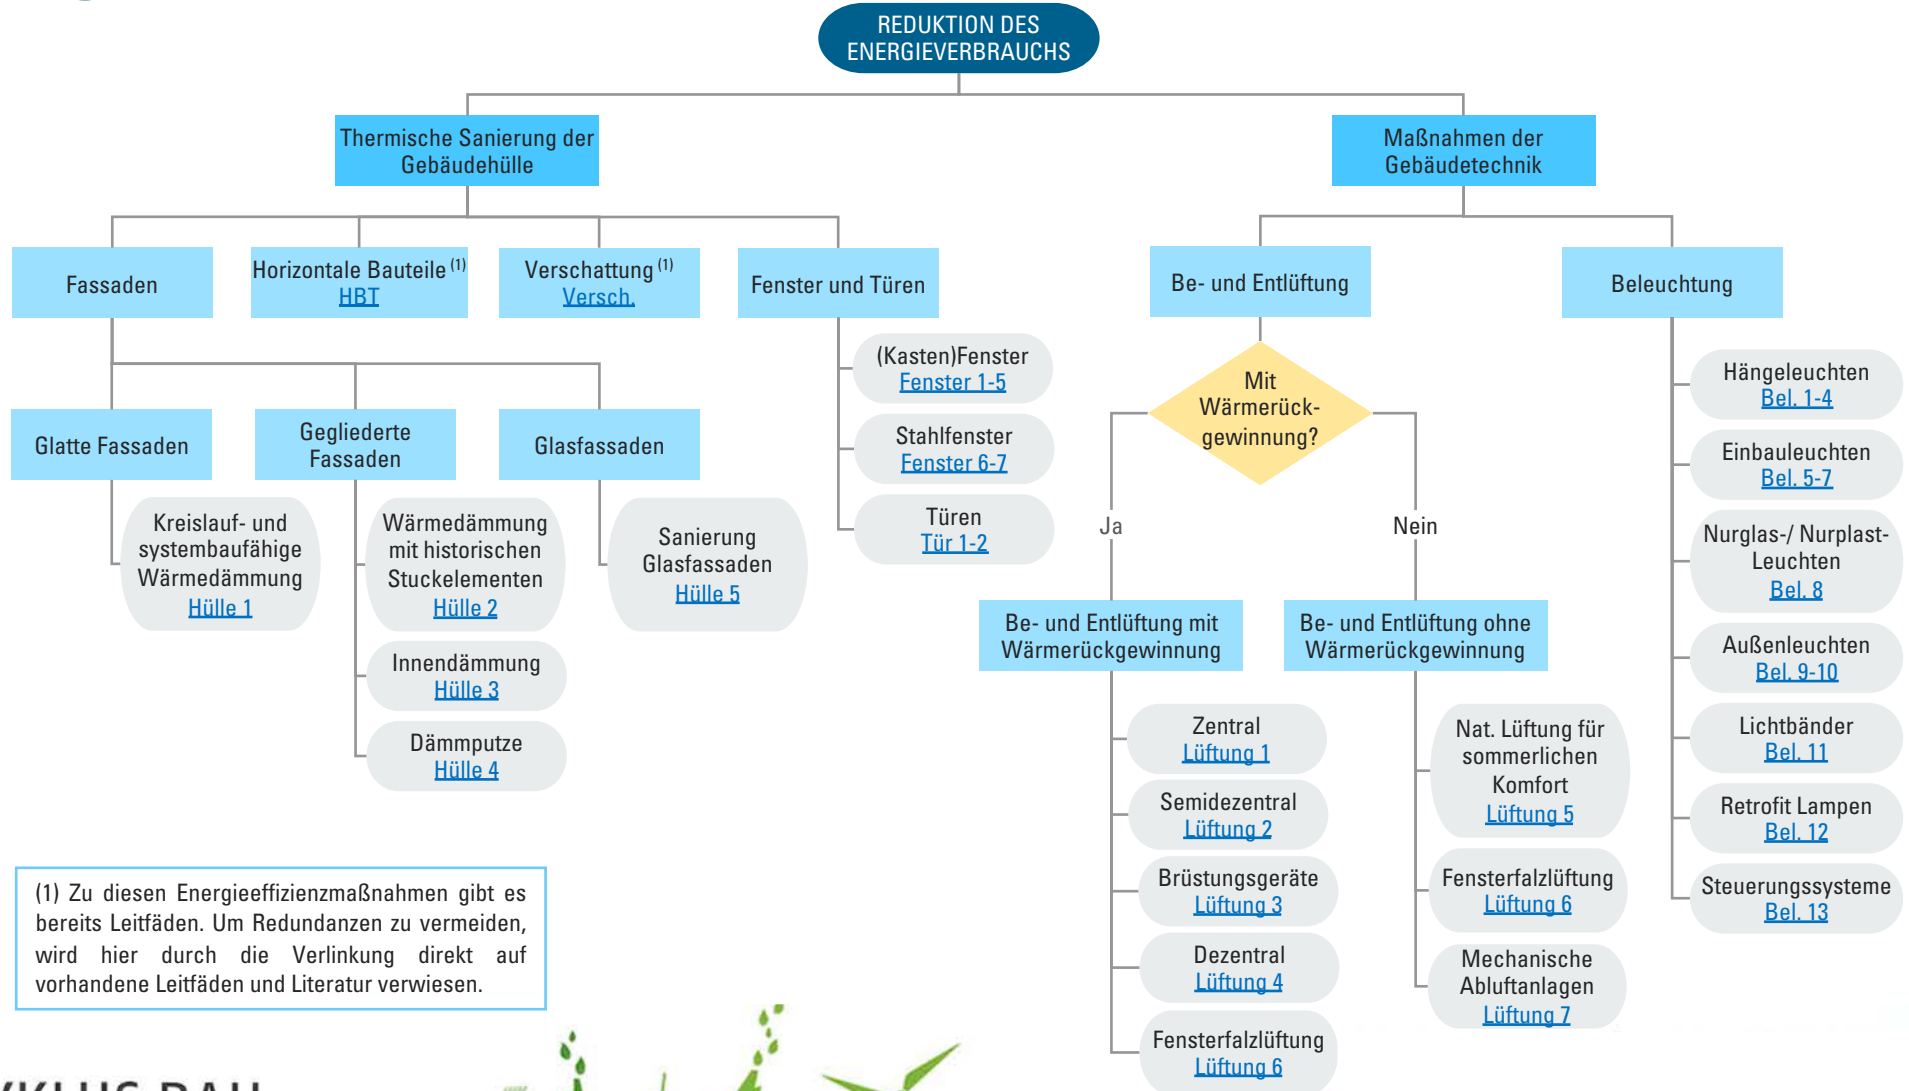 REDUKTION DES
ENERGIEVERBRAUCHS
Thermische Sanierung der
Gebäudehülle
Maßnahmen der
Gebäudetechnik
Fassaden
Horizontale Bauteile (1)
HBT
Verschattung (1)
Versch.
Fenster und Türen
Be- und Entlüftung
Beleuchtung
(Kasten)Fenster
Fenster 1-5
Stahlfenster
Fenster 6-7
Türen
Tür 1-2
Glatte Fassaden
Gegliederte
Fassaden
Glasfassaden
Kreislauf- und
systembaufähige
Wärmedämmung
Hülle 1
Wärmedämmung
mit historischen
Stuckelementen
Hülle 2
Innendämmung
Hülle 3
Dämmputze
Hülle 4
Sanierung
Glasfassaden
Hülle 5
Mit
Wärmerück-
gewinnung?
Ja
Nein
Be- und Entlüftung mit
Wärmerückgewinnung
Be- und Entlüftung ohne
Wärmerückgewinnung
Zentral
Lüftung 1
Semidezentral
Lüftung 2
Brüstungsgeräte
Lüftung 3
Dezentral
Lüftung 4
Fensterfalzlüftung
Lüftung 6
Nat. Lüftung für
sommerlichen
Komfort
Lüftung 5
Fensterfalzlüftung
Lüftung 6
Mechanische
Abluftanlagen
Lüftung 7
Hängeleuchten
Bel. 1-4
Einbauleuchten
Bel. 5-7
Nurglas-/ Nurplast-
Leuchten
Bel. 8
Außenleuchten
Bel. 9-10
Lichtbänder
Bel. 11
Retrofit Lampen
Bel. 12
Steuerungssysteme
Bel. 13
(1) Zu diesen Energieeffizienzmaßnahmen gibt es
bereits Leitfäden. Um Redundanzen zu vermeiden,
wird hier durch die Verlinkung direkt auf
vorhandene Leitfäden und Literatur verwiesen.